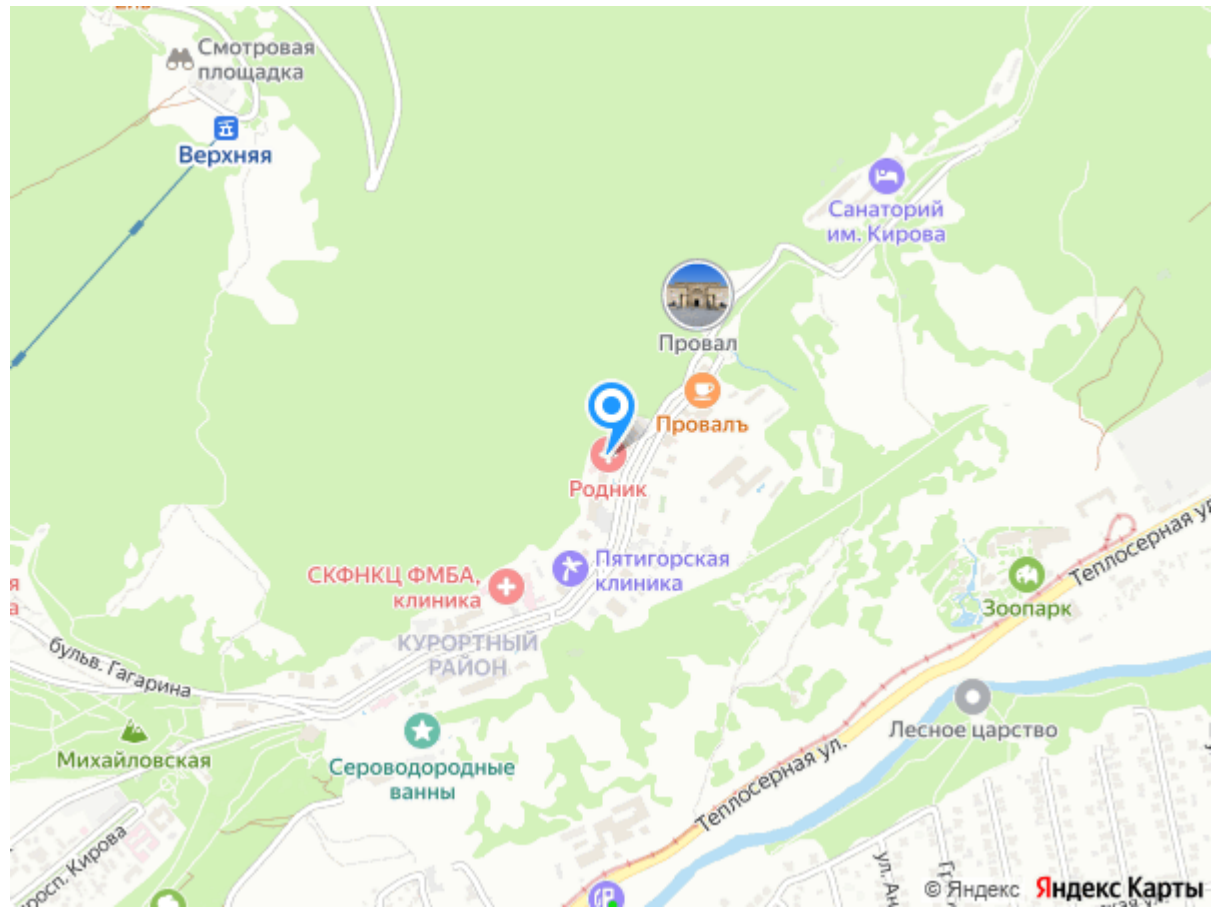 Смотровая
площадка
Верхняя
Санаторий
им. Кирова
Провал
Провалъ
Родник
Пятигорская
клиника
СКФНКЦ ФМБА,
клиника
Зоопарк
Теплосерная ул.
КУРОРТНЫЙ
РАЙОН
бульв. Гагарина
Михайловская
Сероводородные
ванны
Лесное царство
Теплосерная ул.
просп. Кирова
© Яндекс Яндекс Карты